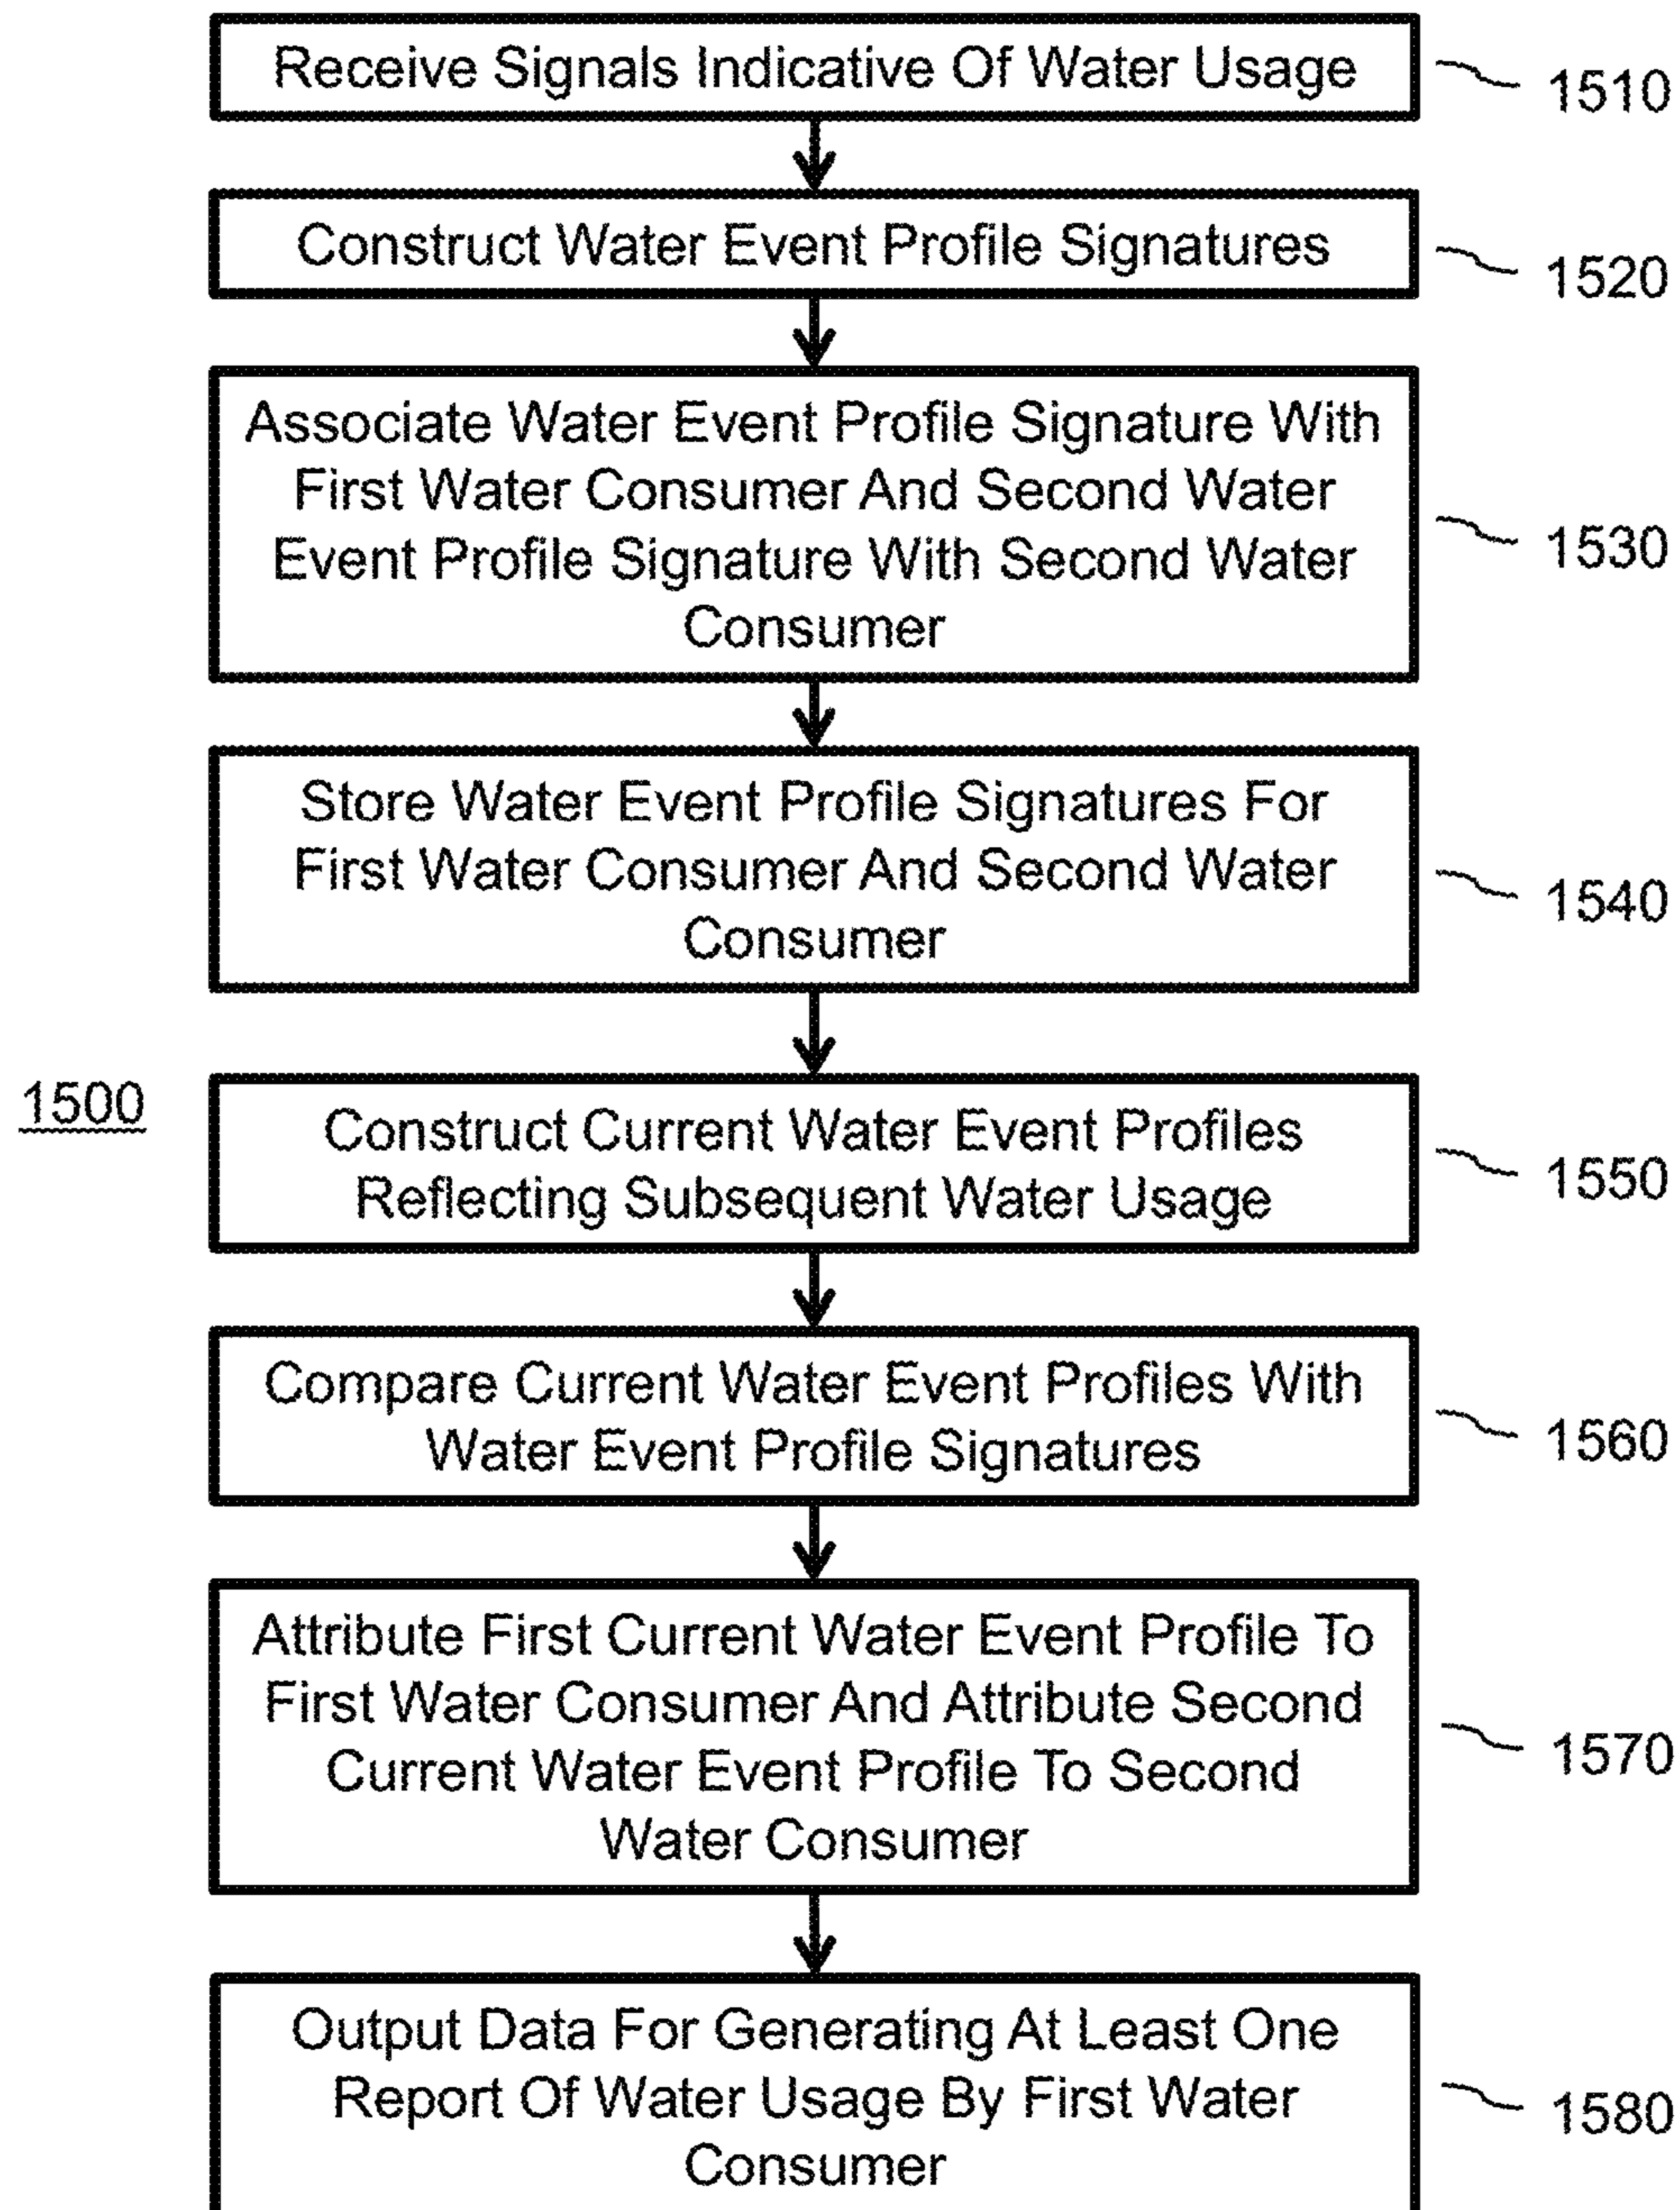 Receive Signals Indicative Of Water Usage
1510
Construct Water Event Profile Signatures
1520
Associate Water Event Profile Signature With
First Water Consumer And Second Water
Event Profile Signature With Second Water
Consumer
1530
Store Water Event Profile Signatures For
First Water Consumer And Second Water
Consumer
1540
1500
Construct Current Water Event Profiles
Reflecting Subsequent Water Usage
1550
Compare Current Water Event Profiles With
Water Event Profile Signatures
1560
Attribute First Current Water Event Profile To
First Water Consumer And Attribute Second
Current Water Event Profile To Second
Water Consumer
1570
Output Data For Generating At Least One
Report Of Water Usage By First Water
Consumer
1580